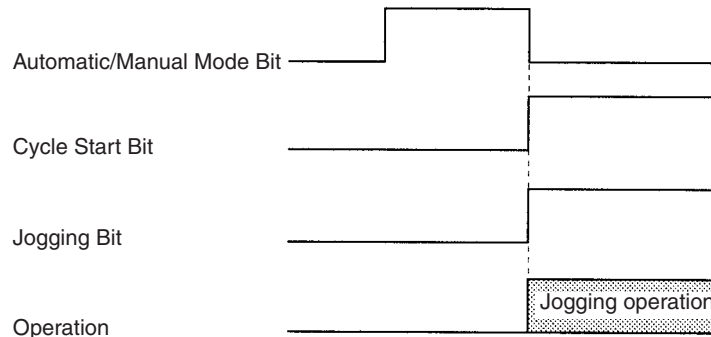 Automatic/Manual Mode Bit
Cycle Start Bit
Jogging Bit
Jogging operation
Operation